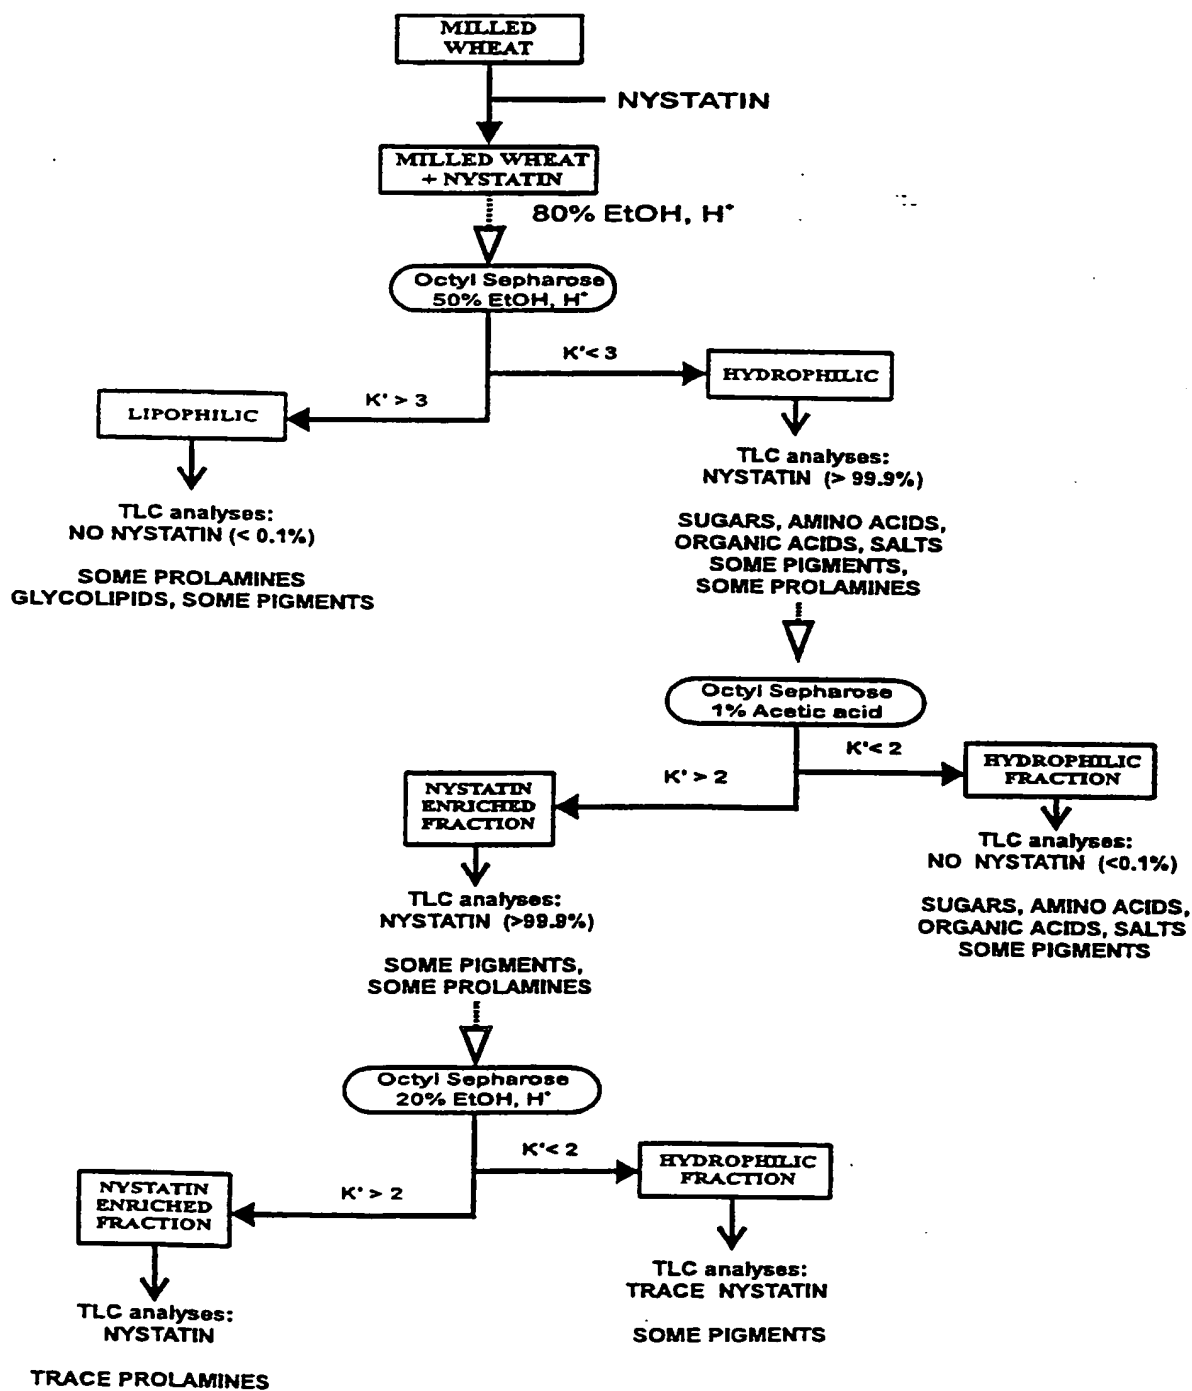 MILLED
WHEAT
NYSTATIN
MILLED WHEAT
+ NYSTATIN
80% EtOH, H+
Octyl Sepharose
50% EtOH, H+
K'< 3
HYDROPHILIC
K' > 3
LIPOPHILIC
TLC analyses:
NYSTATIN (> 99.9%)
SUGARS, AMINO ACIDS,
ORGANIC ACIDS, SALTS
SOME PIGMENTS,
SOME PROLAMINES
TLC analyses:
NO NYSTATIN (< 0.1%)
SOME PROLAMINES
GLYCOLIPIDS, SOME PIGMENTS
Octyl Sepharose
1% Acetic acid
K'< 2
HYDROPHILIC
FRACTION
K' > 2
NYSTATIN
ENRICHED
FRACTION
TLC analyses:
NO NYSTATIN (<0.1%)
SUGARS, AMINO ACIDS,
ORGANIC ACIDS, SALTS
SOME PIGMENTS
TLC analyses:
NYSTATIN (>99.9%)
SOME PIGMENTS,
SOME PROLAMINES
Octyl Sepharose
20% EtOH, H+
K'< 2
HYDROPHILIC
FRACTION
K' > 2
NYSTATIN
ENRICHED
FRACTION
TLC analyses:
TRACE NYSTATIN
SOME PIGMENTS
TLC analyses:
NYSTATIN
TRACE PROLAMINES